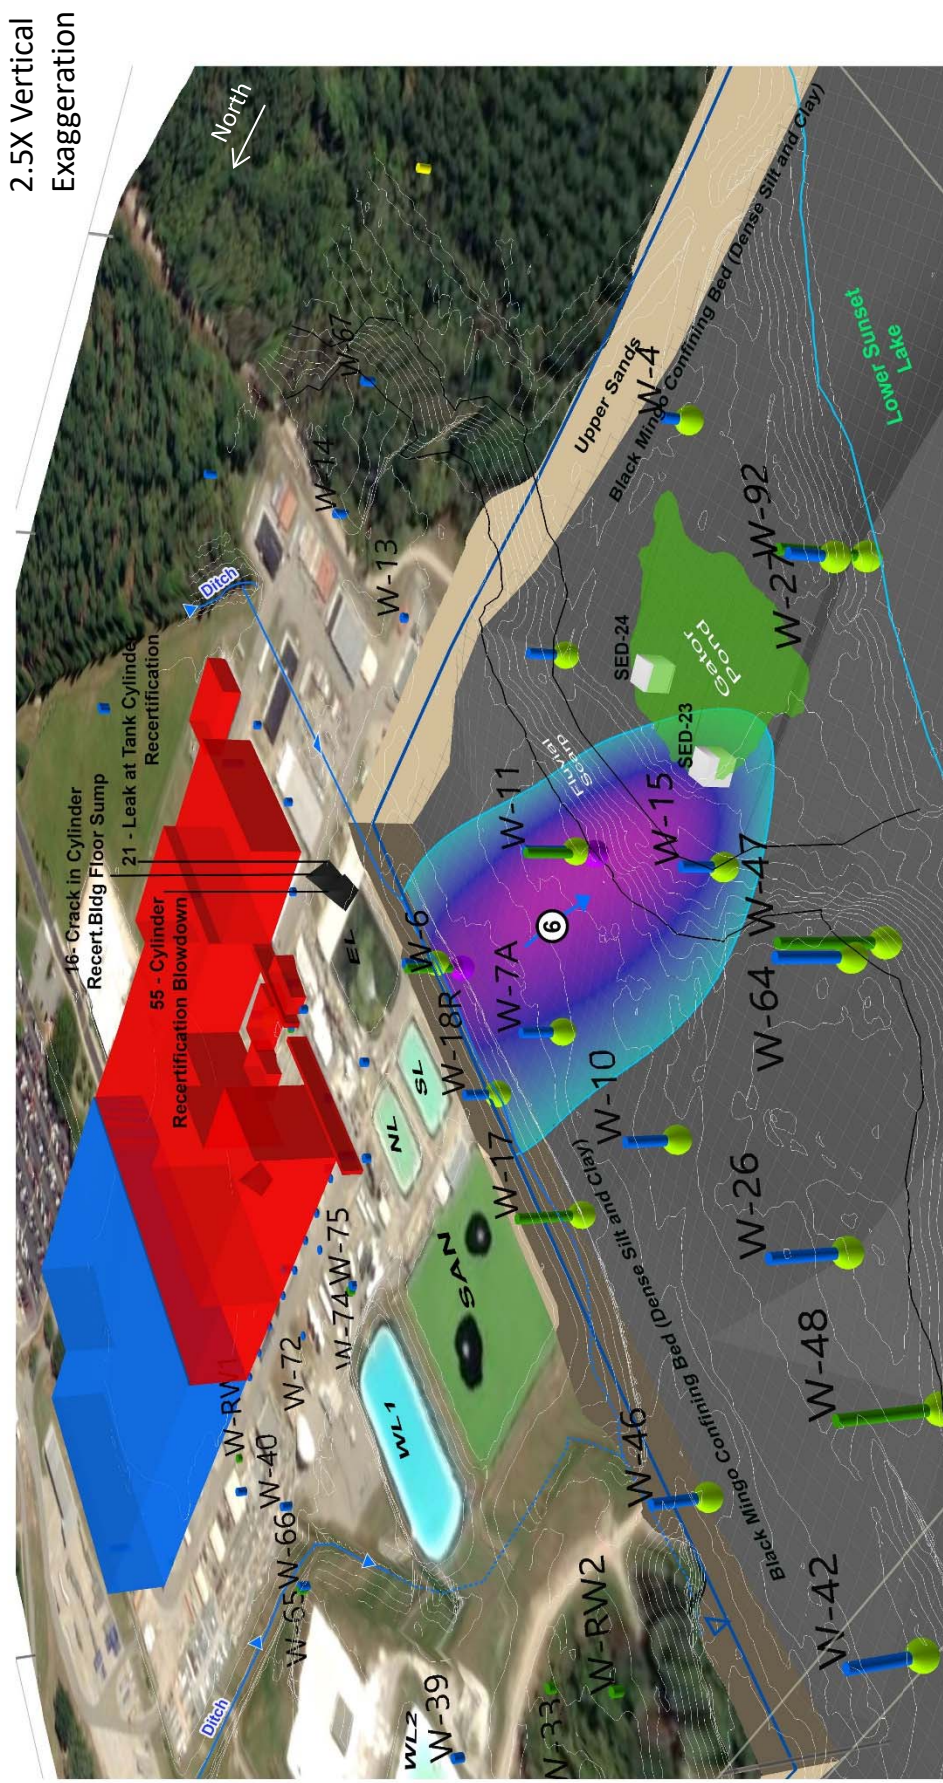 2.5X Vertical
Exaggeration
North
W-67
W-14
W-13
Ditch
16- Crack in Cylinder
Recert.Bldg Floor Sump
21 - Leak at Tank Cylinder
Recertification
55 - Cylinder
Recertification Blowdown
Upper Sands
Black Mingo Confining Bed (Dense Silt and Clay)
W-4
Lower Sunset
Lake
W-92
W-27
SED-24
Gator
Pond
SED-23
Fluvial
Scarp
W-11
W-15
W-47
W-6
6
W-7A
W-18R
W-64
W-10
W-17
W-26
EL
SL
NL
SAN
W-75
W-74
W-72
W-RW1
W-40
W-66
W-65
WL1
W-46
W-48
Black Mingo Confining Bed (Dense Silt and Clay)
W-42
Ditch
WL2
W-39
W-33
W-RW2